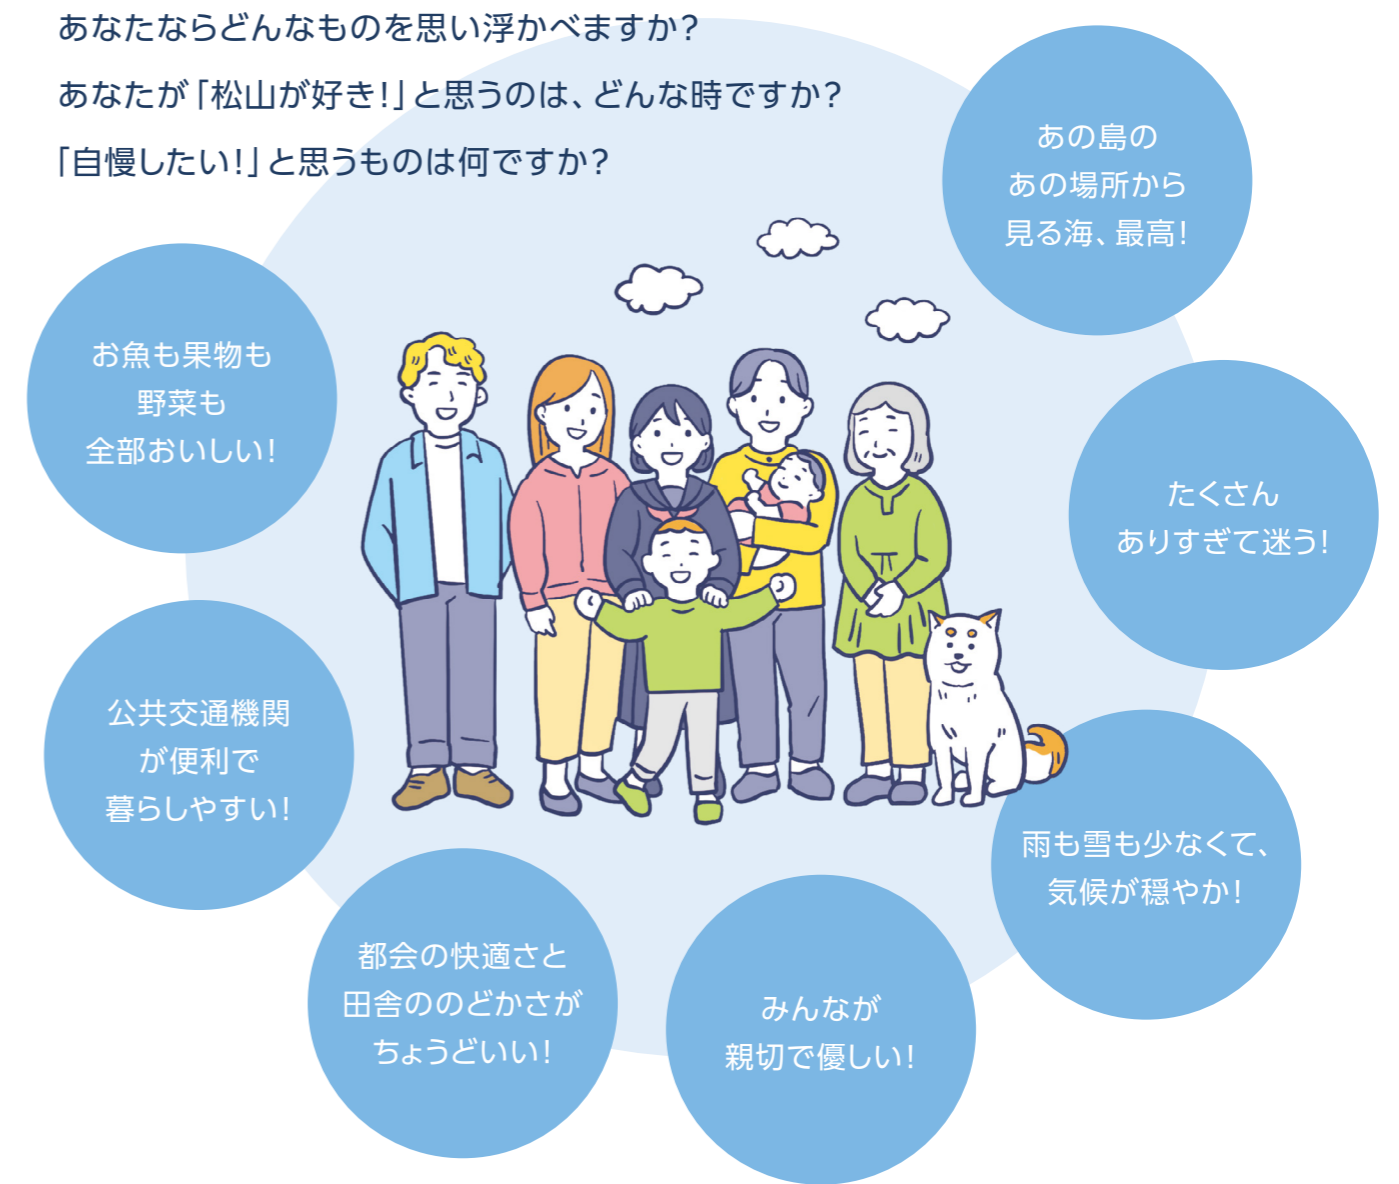 あなたならどんなものを思い浮かべますか?
あなたが「松山が好き!」と思うのは、どんな時ですか?
「自慢したい!」と思うものは何ですか?
あの島の
あの場所から
見る海、最高!
お魚も果物も
野菜も
全部おいしい!
たくさん
ありすぎて迷う!
公共交通機関
が便利で
暮らしやすい!
雨も雪も少なくて、
気候が穏やか!
都会の快適さと
田舎ののどかさが
ちょうどいい!
みんなが
親切で優しい!